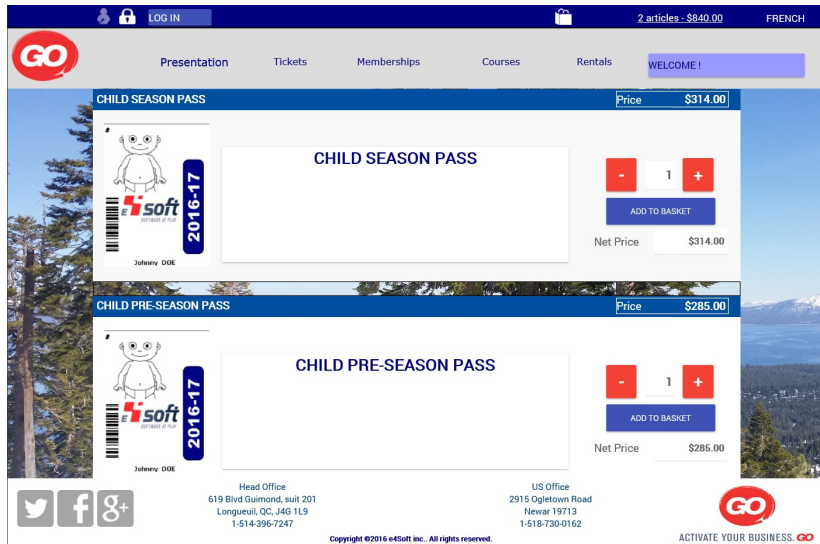 LOG IN
2 articles - $840.00
FRENCH
GO
Presentation
Tickets
Memberships
Courses
Rentals
WELCOME !
CHILD SEASON PASS
Price $314.00
#
CHILD SEASON PASS
e4soft
SOFTWARE AT PLAY
2016-17
Johnny DOE
- 1 +
ADD TO BASKET
Net Price $314.00
CHILD PRE-SEASON PASS
Price $285.00
#
CHILD PRE-SEASON PASS
e4soft
SOFTWARE AT PLAY
2016-17
Johnny DOE
- 1 +
ADD TO BASKET
Net Price $285.00
f
g+
Head Office
619 Blvd Guimond, suit 201
Longueuil, QC, J4G 1L9
1-514-396-7247
US Office
2915 Ogletown Road
Newar 19713
1-518-730-0162
Copyright ©2016 e4Soft inc.. All rights reserved.
GO
ACTIVATE YOUR BUSINESS. GO